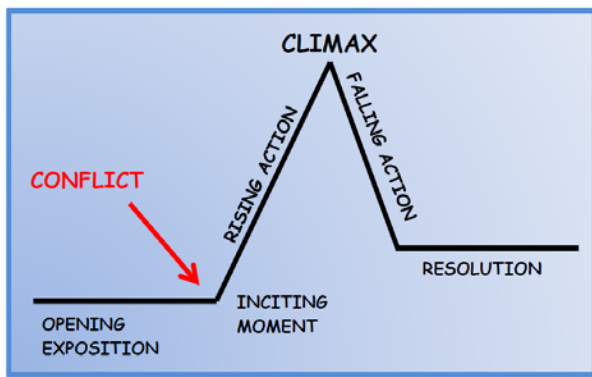 CLIMAX
FALLING ACTION
RISING ACTION
CONFLICT
RESOLUTION
INCITING
MOMENT
OPENING
EXPOSITION